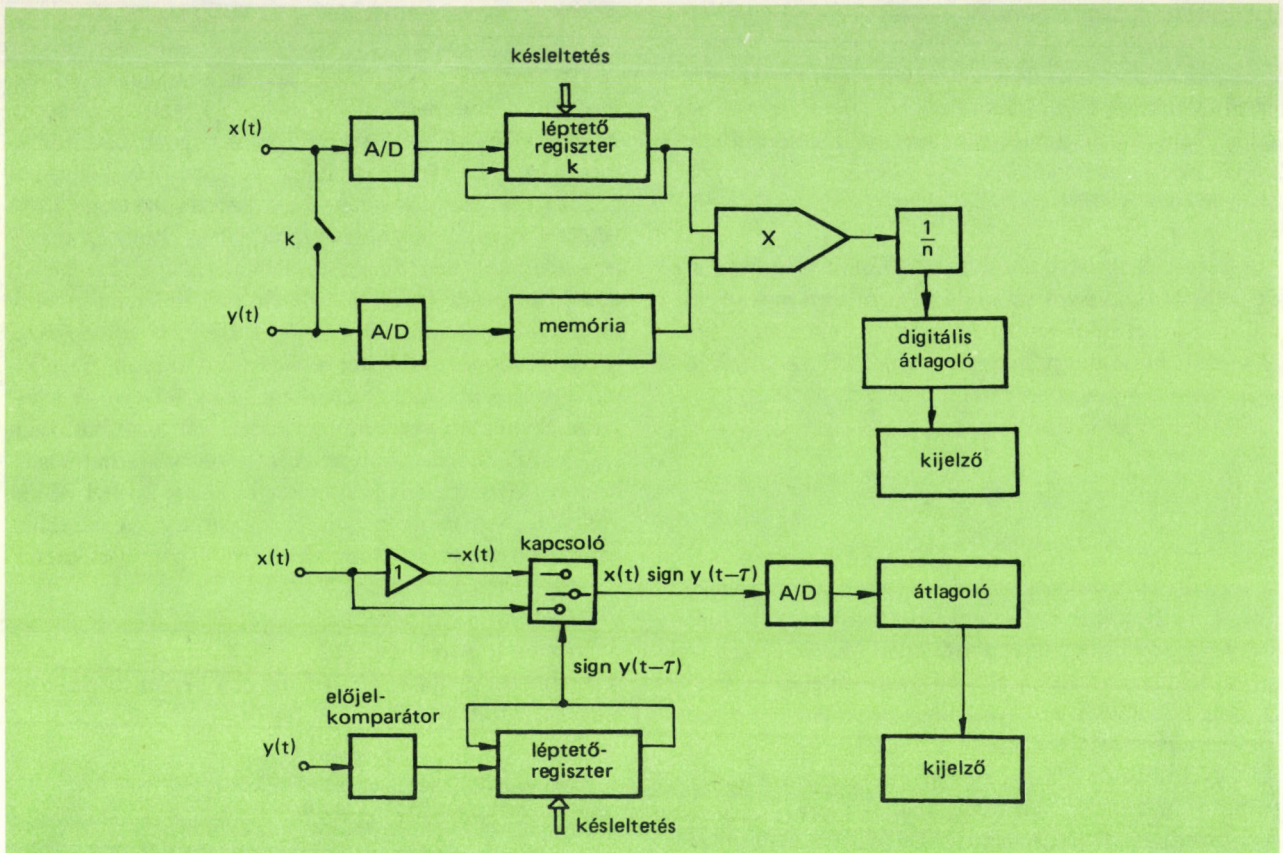 késleltetés
x(t)
A/D
léptető
regiszter
k
k
X
1
n
y(t)
A/D
memória
digitális
átlagoló
kijelző
x(t)
1
−x(t)
kapcsoló
x(t) sign y (t−τ)
A/D
átlagoló
sign y(t−τ)
előjel-
komparátor
y(t)
léptető-
regiszter
kijelző
késleltetés